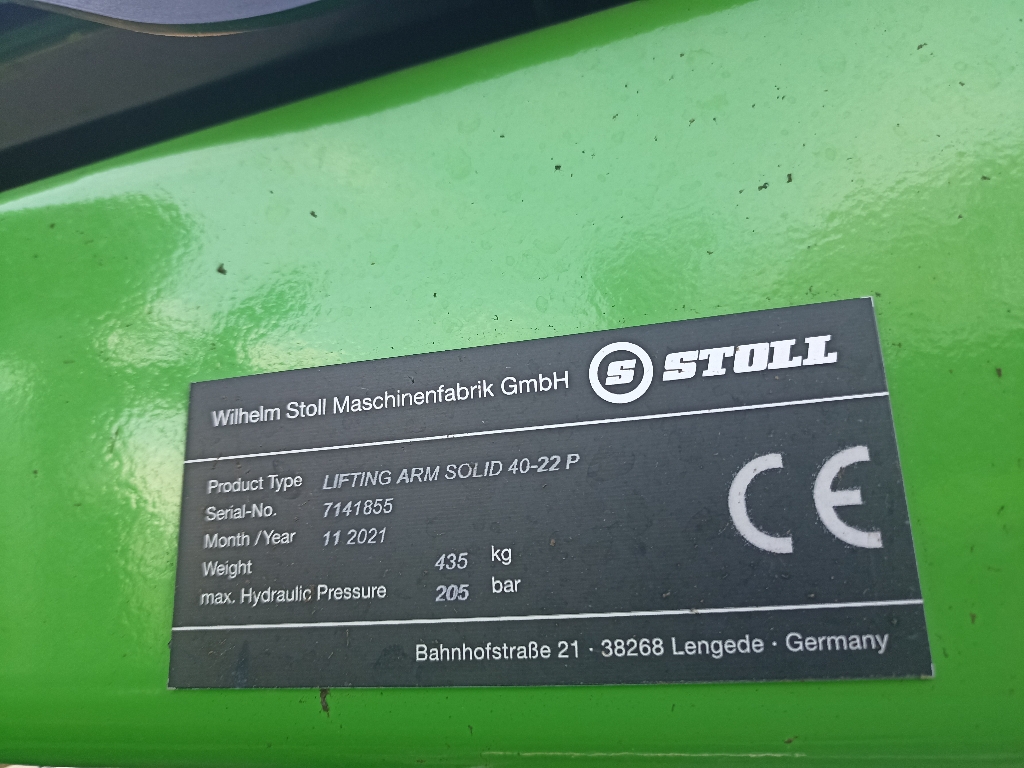 Wilhelm Stoll Maschinenfabrik GmbH S STOLL
Product Type LIFTING ARM SOLID 40-22 P
Serial-No. 7141855
Month / Year 11 2021
Weight 435 kg
max. Hydraulic Pressure 205 bar
CE
Bahnhofstraße 21 · 38268 Lengede · Germany